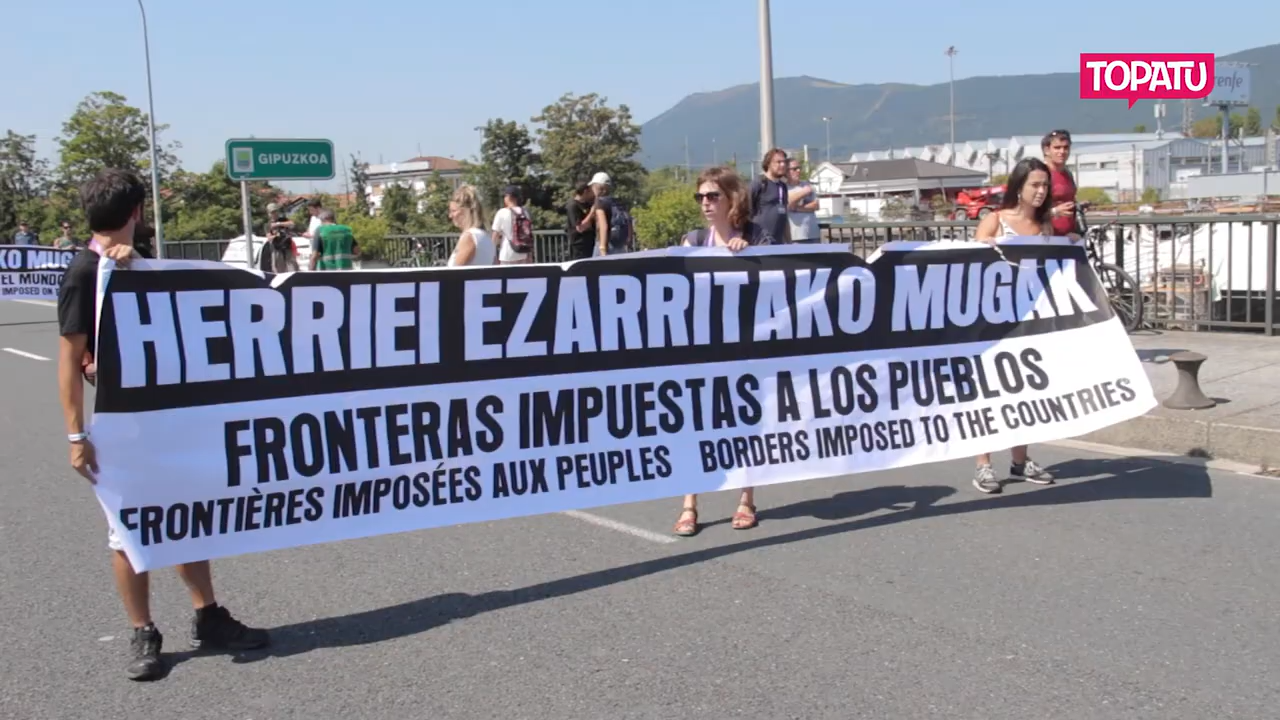 TOPATU
renfe
GIPUZKOA
KO MUG
EL MUNDO
IMPOSED ON
HERRIEI EZARRITAKO MUGAK
FRONTERAS IMPUESTAS A LOS PUEBLOS
FRONTIÈRES IMPOSÉES AUX PEUPLES BORDERS IMPOSED TO THE COUNTRIES